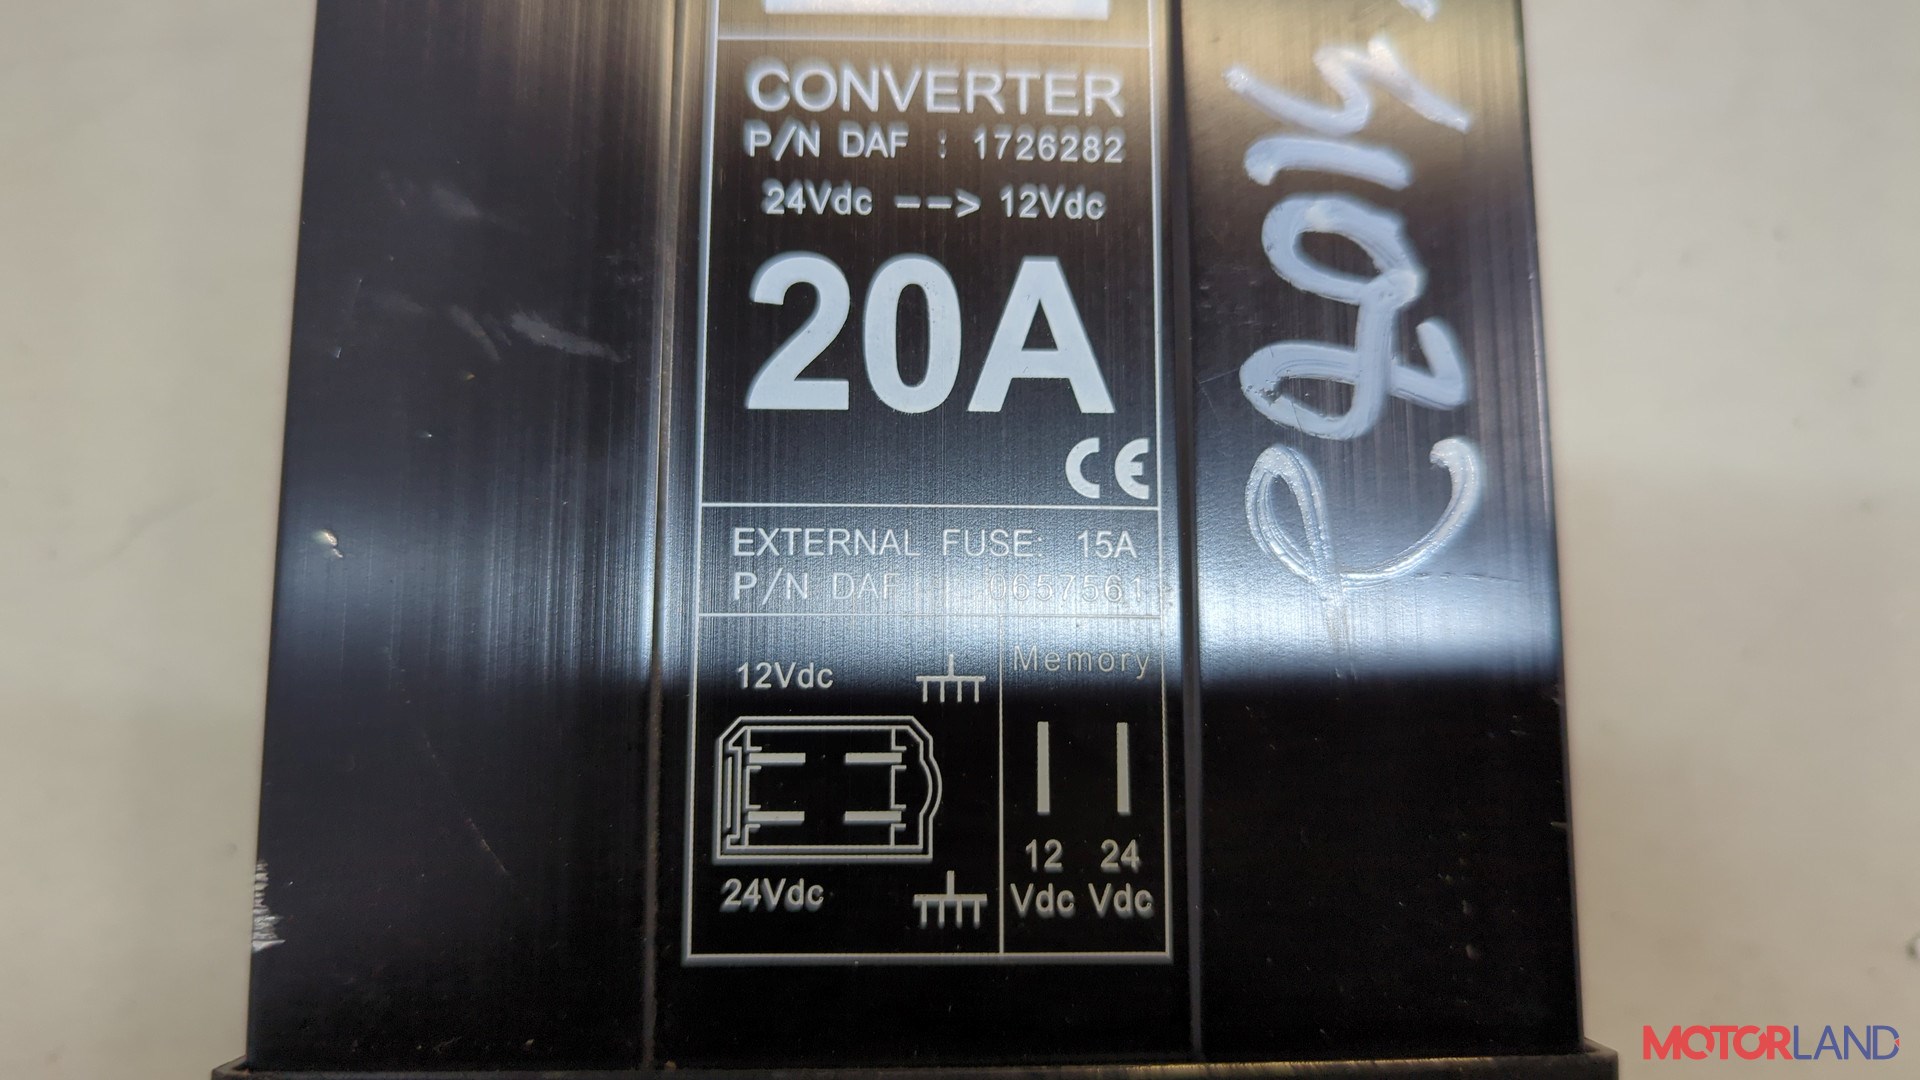 CONVERTER
P/N DAF : 1726282
24Vdc --> 12Vdc
20A
CE
EXTERNAL FUSE: 15A
P/N DAF : 0657561
12Vdc
Memory
12 24
Vdc Vdc
24Vdc
MOTORLAND